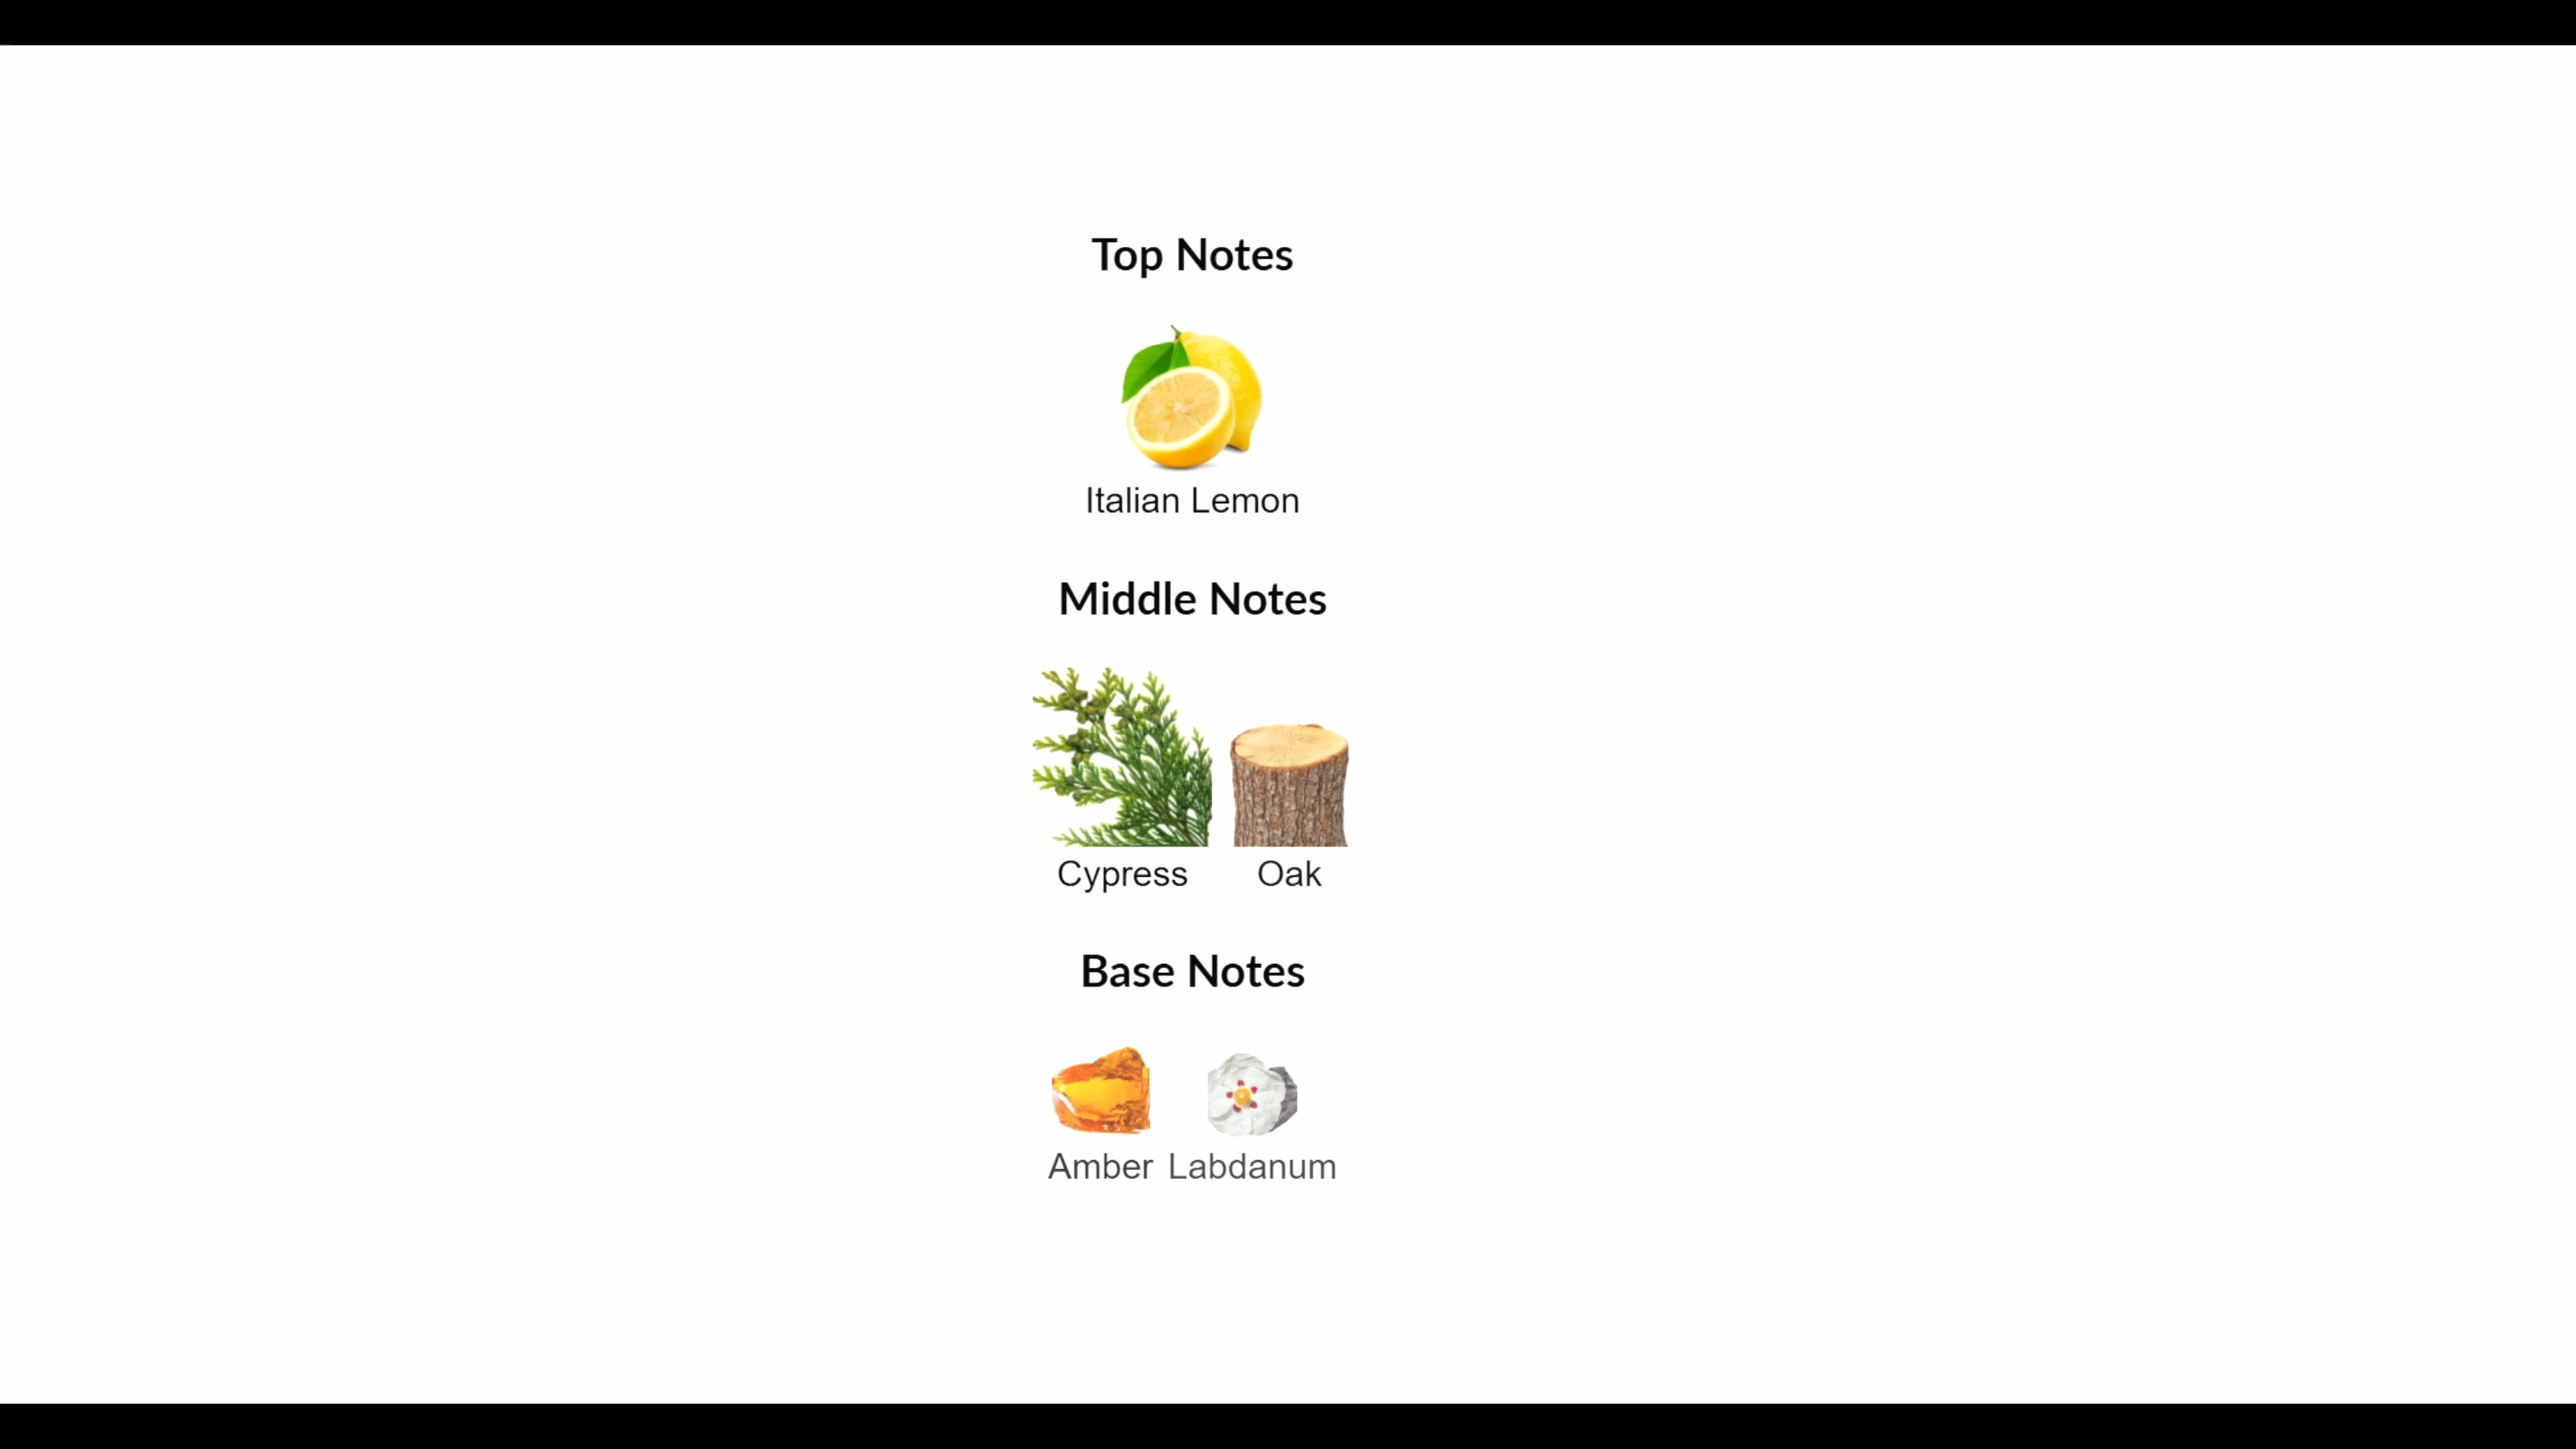 Top Notes
Italian Lemon
Middle Notes
Cypress Oak
Base Notes
Amber Labdanum